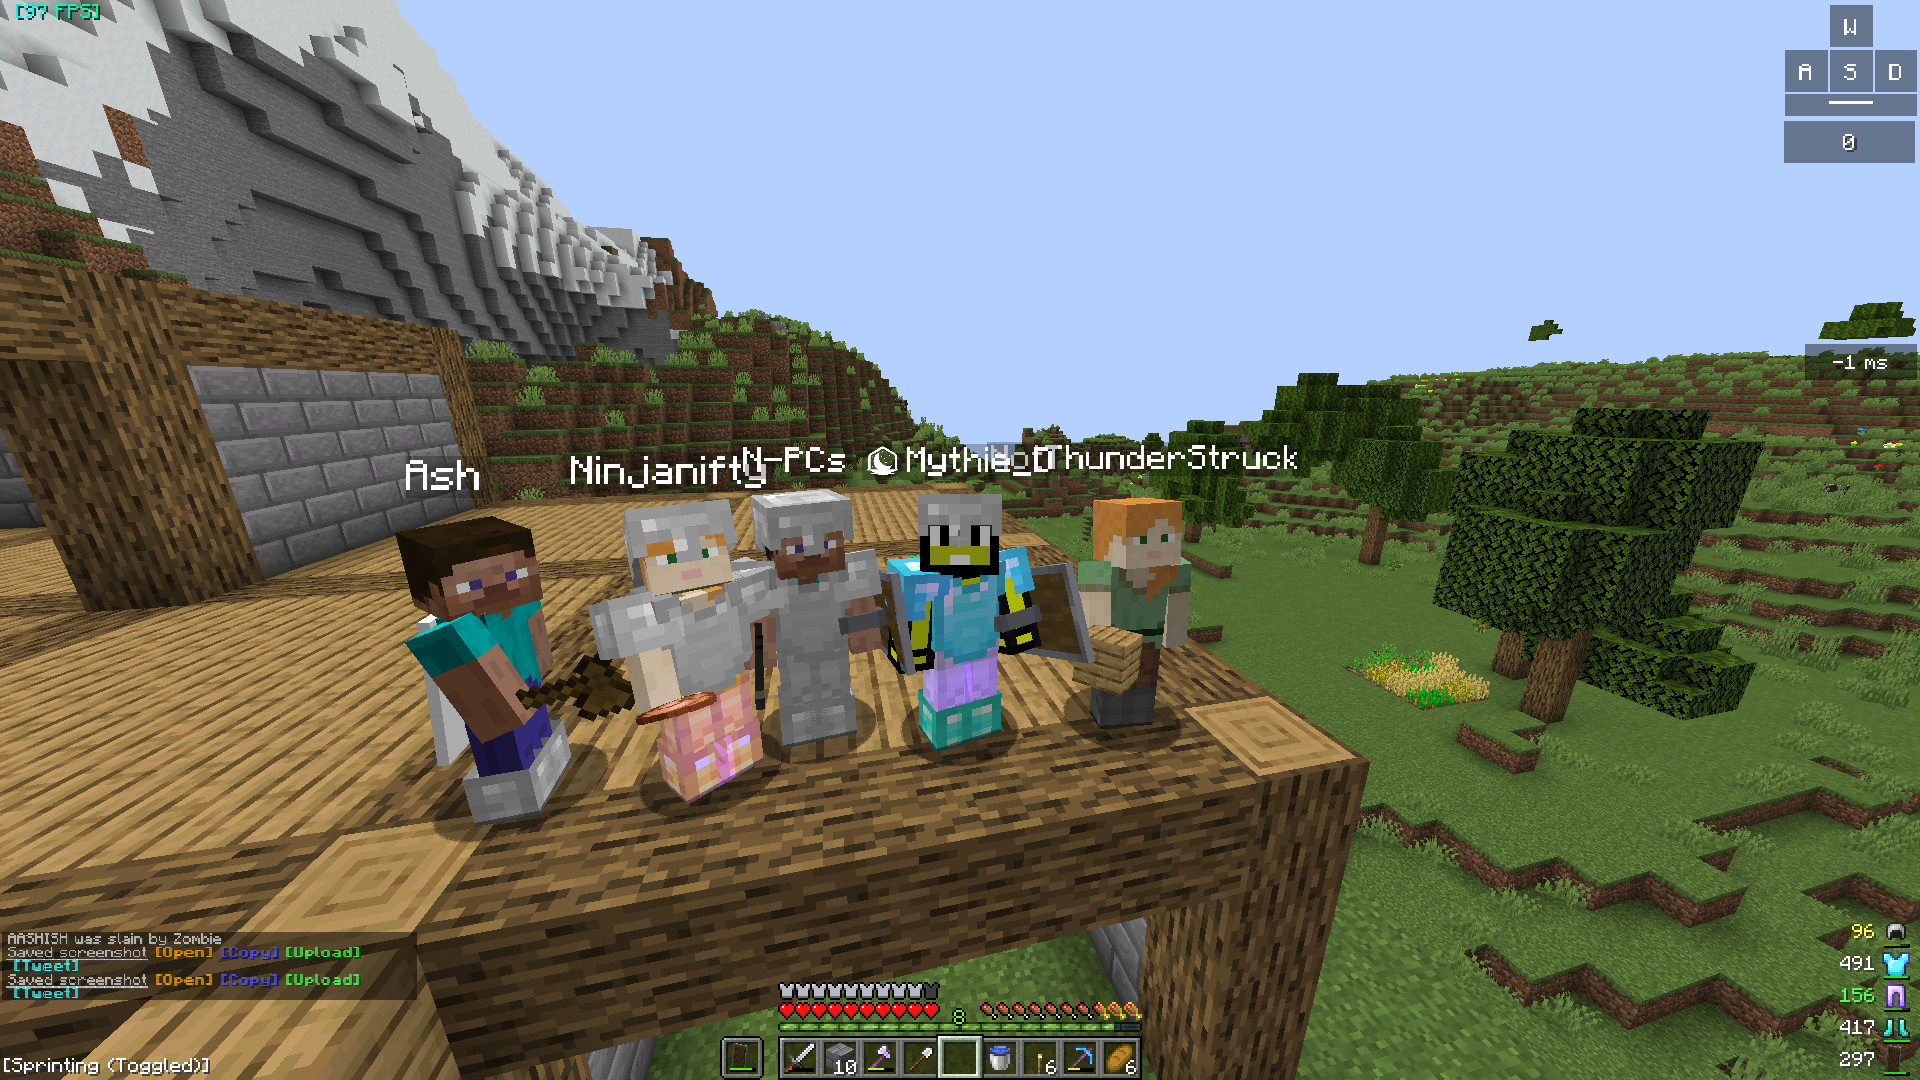 [97 FPS]
W
A S D
0
-1 ms
Ash
Ninjanifty
N-PCs
ThunderStruck
AASHISH was slain by Zombie
Saved screenshot [Open] [Copy] [Upload]
[Tweet]
Saved screenshot [Open] [Copy] [Upload]
[Tweet]
[Sprinting (Toggled)]
8
10
6
6
96
491
156
417
297